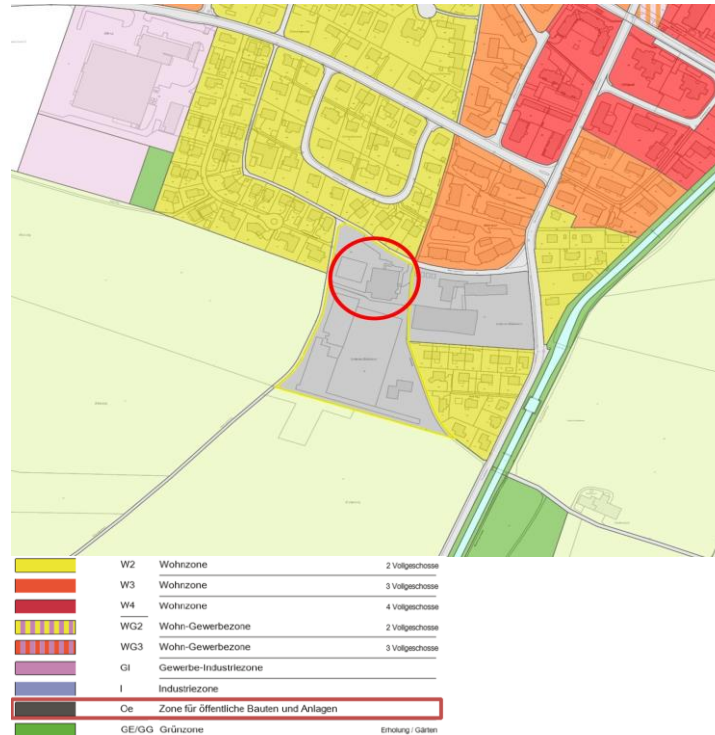 W2 Wohnzone 2 Vollgeschosse
W3 Wohnzone 3 Vollgeschosse
W4 Wohnzone 4 Vollgeschosse
WG2 Wohn-Gewerbezone 2 Vollgeschosse
WG3 Wohn-Gewerbezone 3 Vollgeschosse
GI Gewerbe-Industriezone
I Industriezone
Oe Zone für öffentliche Bauten und Anlagen
GE/GG Grünzone Erholung / Gärten